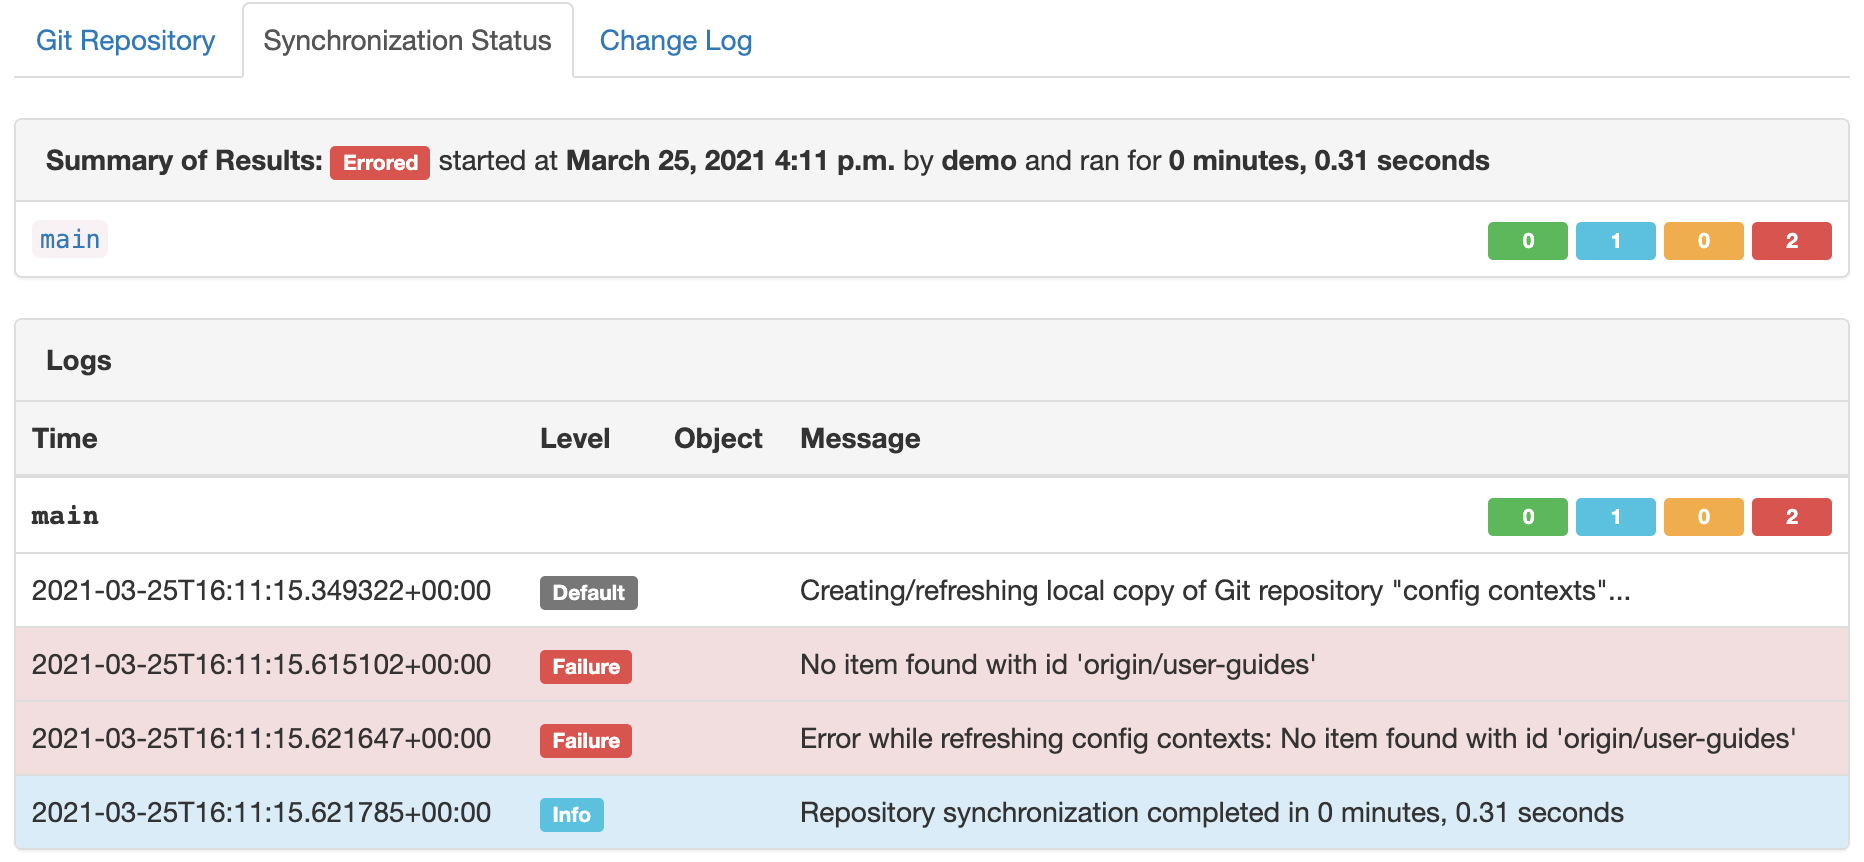 Git Repository Synchronization Status Change Log
Summary of Results: Errored started at March 25, 2021 4:11 p.m. by demo and ran for 0 minutes, 0.31 seconds
main 0 1 0 2
Logs
Time Level Object Message
main 0 1 0 2
2021-03-25T16:11:15.349322+00:00 Default Creating/refreshing local copy of Git repository "config contexts"...
2021-03-25T16:11:15.615102+00:00 Failure No item found with id 'origin/user-guides'
2021-03-25T16:11:15.621647+00:00 Failure Error while refreshing config contexts: No item found with id 'origin/user-guides'
2021-03-25T16:11:15.621785+00:00 Info Repository synchronization completed in 0 minutes, 0.31 seconds